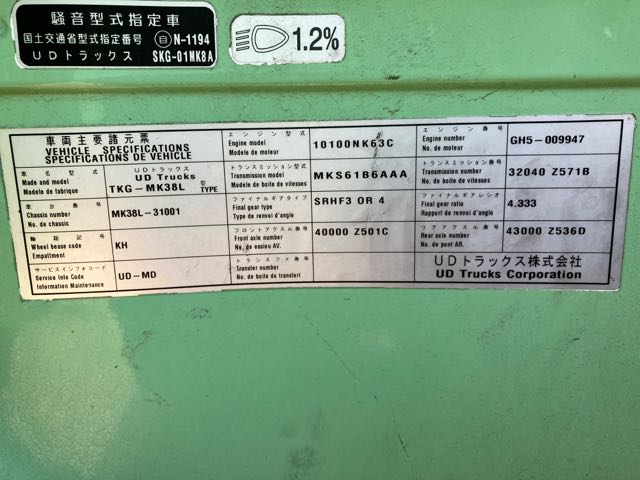 騒音型式指定車
国土交通省型式指定番号 自 N-1194
UDトラックス SKG-01MK8A
1.2%
車両主要諸元票
VEHICLE SPECIFICATIONS
SPECIFICATIONS DE VEHICLE
車名型式
Made and model
Modele de fabrique
UDトラックス
UD Trucks
TKG-MK38L 型 TYPE
車台番号
Chassis number
No. de chassis
MK38L-31001
軸距記号
Wheel base code
Empattement
KH
サービスインフォコード
Service Info Code
Information Maintenance
UD-MD
エンジン型式
Engine model
Modele de moteur
10100NK63C
トランスミッション型式
Transmission model
Modele de boite de vitesses
MKS61B6AAA
ファイナルギアタイプ
Final gear type
Type de renvoi d'angle
SRHF3 OR 4
フロントアクスル番号
Front axle number
No. de essieu AV.
40000 Z501C
トランスファ番号
Transfer number
No. de boite de transfert
エンジン番号
Engine number
No. de moteur
GH5-009947
トランスミッション番号
Transmission number
No. de boite de vitesses
32040 Z571B
ファイナルギアレシオ
Final gear ratio
Rapport de renvoi d'angle
4.333
リアアクスル番号
Rear axle number
No. de pont AR.
43000 Z536D
UDトラックス株式会社
UD Trucks Corporation